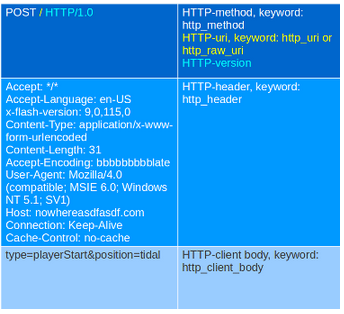 POST / HTTP/1.0
HTTP-method, keyword:
http_method
HTTP-uri, keyword: http_uri or
http_raw_uri
HTTP-version
Accept: */*
Accept-Language: en-US
x-flash-version: 9,0,115,0
Content-Type: application/x-www-
form-urlencoded
Content-Length: 31
Accept-Encoding: bbbbbbbbblate
User-Agent: Mozilla/4.0
(compatible; MSIE 6.0; Windows
NT 5.1; SV1)
Host: nowhereasdfasdf.com
Connection: Keep-Alive
Cache-Control: no-cache
HTTP-header, keyword:
http_header
type=playerStart&position=tidal
HTTP-client body, keyword:
http_client_body